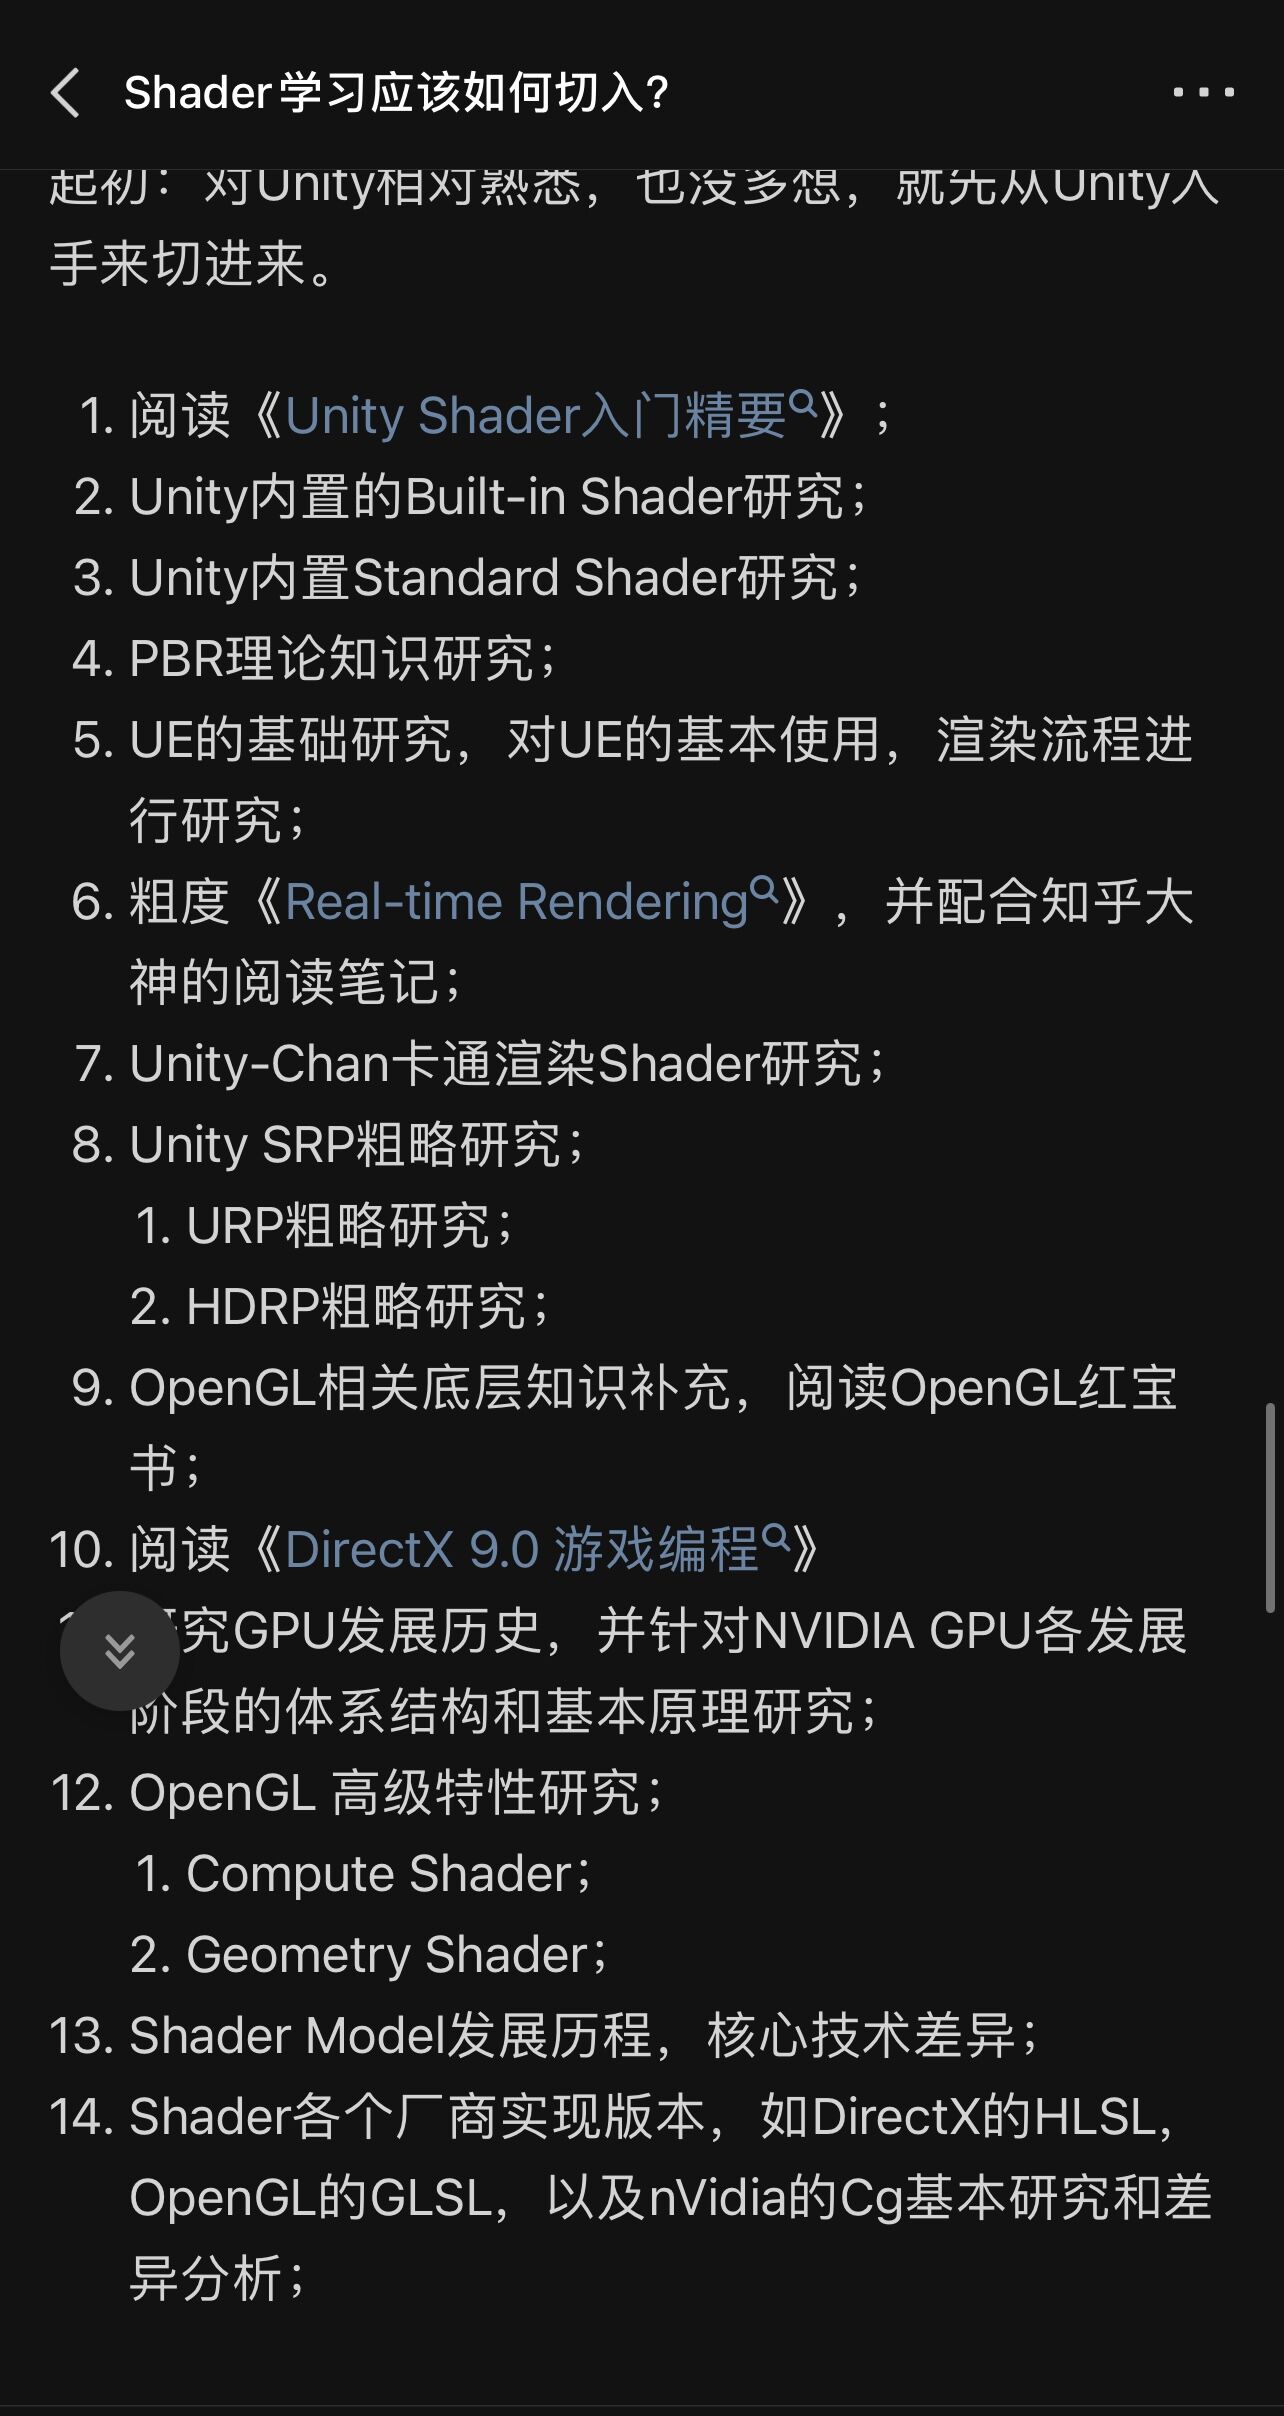 Shader学习应该如何切入？
起初：对Unity相对熟悉，也没多想，就先从Unity入
手来切进来。
1. 阅读《Unity Shader入门精要》；
2. Unity内置的Built-in Shader研究；
3. Unity内置Standard Shader研究；
4. PBR理论知识研究；
5. UE的基础研究，对UE的基本使用，渲染流程进
行研究；
6. 粗度《Real-time Rendering》，并配合知乎大
神的阅读笔记；
7. Unity-Chan卡通渲染Shader研究；
8. Unity SRP粗略研究；
1. URP粗略研究；
2. HDRP粗略研究；
9. OpenGL相关底层知识补充，阅读OpenGL红宝
书；
10. 阅读《DirectX 9.0 游戏编程》
究GPU发展历史，并针对NVIDIA GPU各发展
阶段的体系结构和基本原理研究；
12. OpenGL 高级特性研究；
1. Compute Shader；
2. Geometry Shader；
13. Shader Model发展历程，核心技术差异；
14. Shader各个厂商实现版本，如DirectX的HLSL，
OpenGL的GLSL，以及nVidia的Cg基本研究和差
异分析；